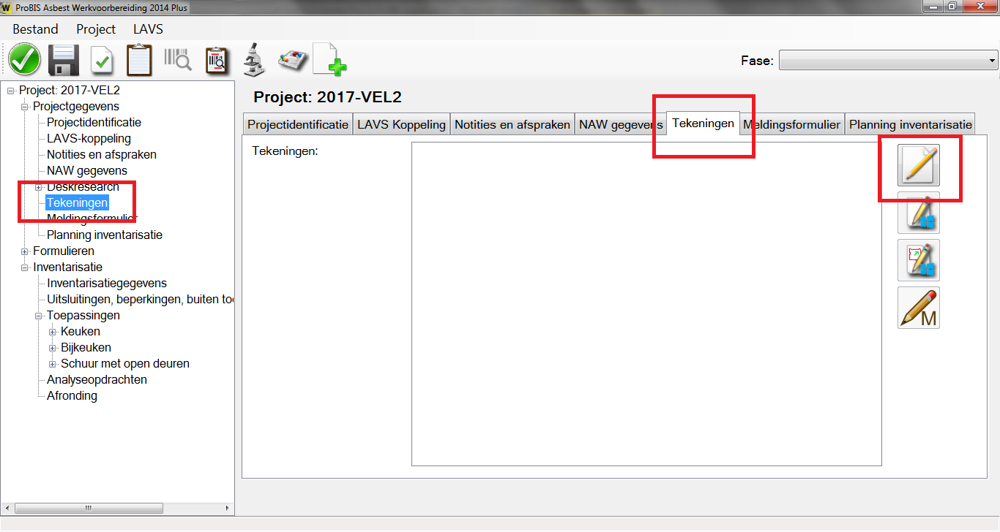 ProBIS Asbest Werkvoorbereiding 2014 Plus
Bestand Project LAVS
Fase:
Project: 2017-VEL2
Projectgegevens
Projectidentificatie
LAVS-koppeling
Notities en afspraken
NAW gegevens
Deskresearch
Tekeningen
Meldingsformulier
Planning inventarisatie
Formulieren
Inventarisatie
Inventarisatiegegevens
Uitsluitingen, beperkingen, buiten toe
Toepassingen
Keuken
Bijkeuken
Schuur met open deuren
Analyseopdrachten
Afronding
Project: 2017-VEL2
Projectidentificatie LAVS Koppeling Notities en afspraken NAW gegevens Tekeningen Meldingsformulier Planning inventarisatie
Tekeningen:
M